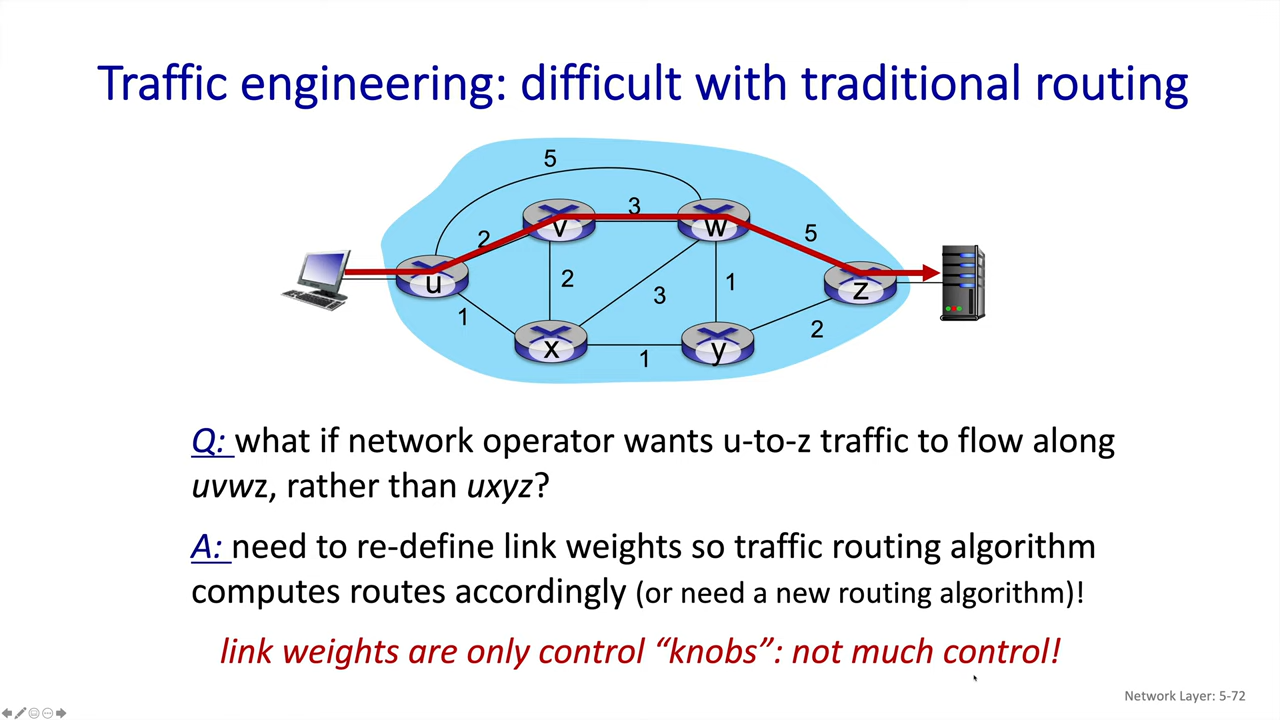 Traffic engineering: difficult with traditional routing
5
3
v
w
2
5
u
2
3
1
z
1
2
x
y
1
Q: what if network operator wants u-to-z traffic to flow along
uvwz, rather than uxyz?
A: need to re-define link weights so traffic routing algorithm
computes routes accordingly (or need a new routing algorithm)!
link weights are only control “knobs”: not much control!
Network Layer: 5-72